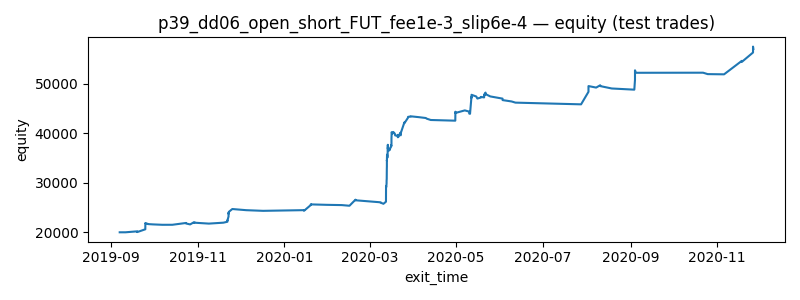 p39_dd06_open_short_FUT_fee1e-3_slip6e-4 — equity (test trades)
equity
50000
40000
30000
20000
2019-09 2019-11 2020-01 2020-03 2020-05 2020-07 2020-09 2020-11
exit_time